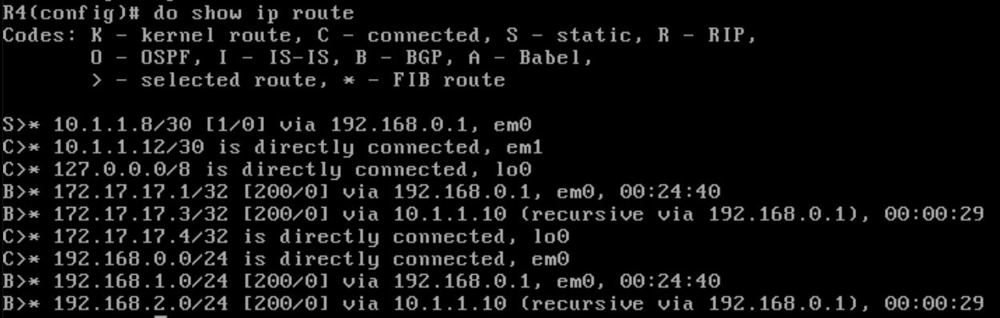 R4(config)# do show ip route
Codes: K - kernel route, C - connected, S - static, R - RIP,
       O - OSPF, I - IS-IS, B - BGP, A - Babel,
       > - selected route, * - FIB route

S>* 10.1.1.8/30 [1/0] via 192.168.0.1, em0
C>* 10.1.1.12/30 is directly connected, em1
C>* 127.0.0.0/8 is directly connected, lo0
B>* 172.17.17.1/32 [200/0] via 192.168.0.1, em0, 00:24:40
B>* 172.17.17.3/32 [200/0] via 10.1.1.10 (recursive via 192.168.0.1), 00:00:29
C>* 172.17.17.4/32 is directly connected, lo0
C>* 192.168.0.0/24 is directly connected, em0
B>* 192.168.1.0/24 [200/0] via 192.168.0.1, em0, 00:24:40
B>* 192.168.2.0/24 [200/0] via 10.1.1.10 (recursive via 192.168.0.1), 00:00:29